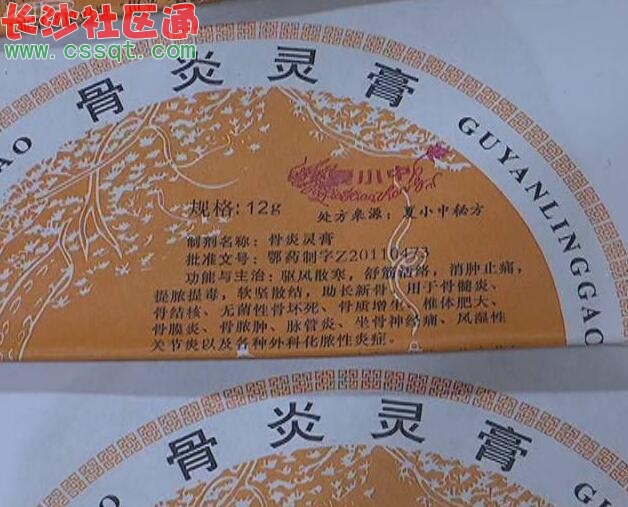 长沙社区通
www.cssqt.com
骨炎灵膏
AO
GUYANLINGGAO
夏小中
规格:12g
处方来源：夏小中秘方
制剂名称：骨炎灵膏
批准文号：鄂药制字Z20110473
功能与主治：驱风散寒，舒筋活络，消肿止痛，
提脓提毒，软坚散结，助长新骨。用于骨髓炎、
骨结核、无菌性骨坏死、骨质增生、椎体肥大、
骨膜炎、骨脓肿、脉管炎、坐骨神经痛、风湿性
关节炎以及各种外科化脓性炎症。
骨炎灵膏
AO
GUYA